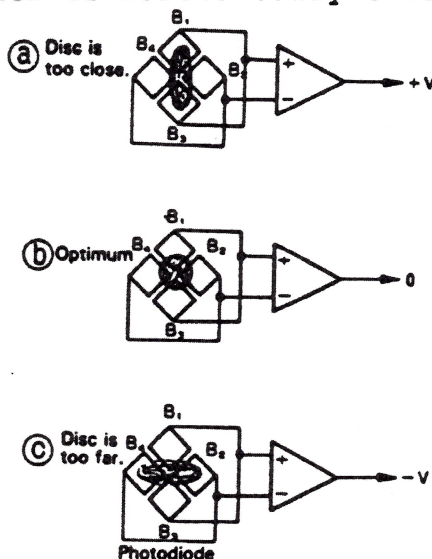 B₁
ⓐ Disc is
too close.
B₄
B₂
B₃
+
−
+V
B₁
ⓑ Optimum
B₄
B₂
B₃
+
−
0
B₁
ⓒ Disc is
too far.
B₄
B₂
B₃
+
−
−V
Photodiode